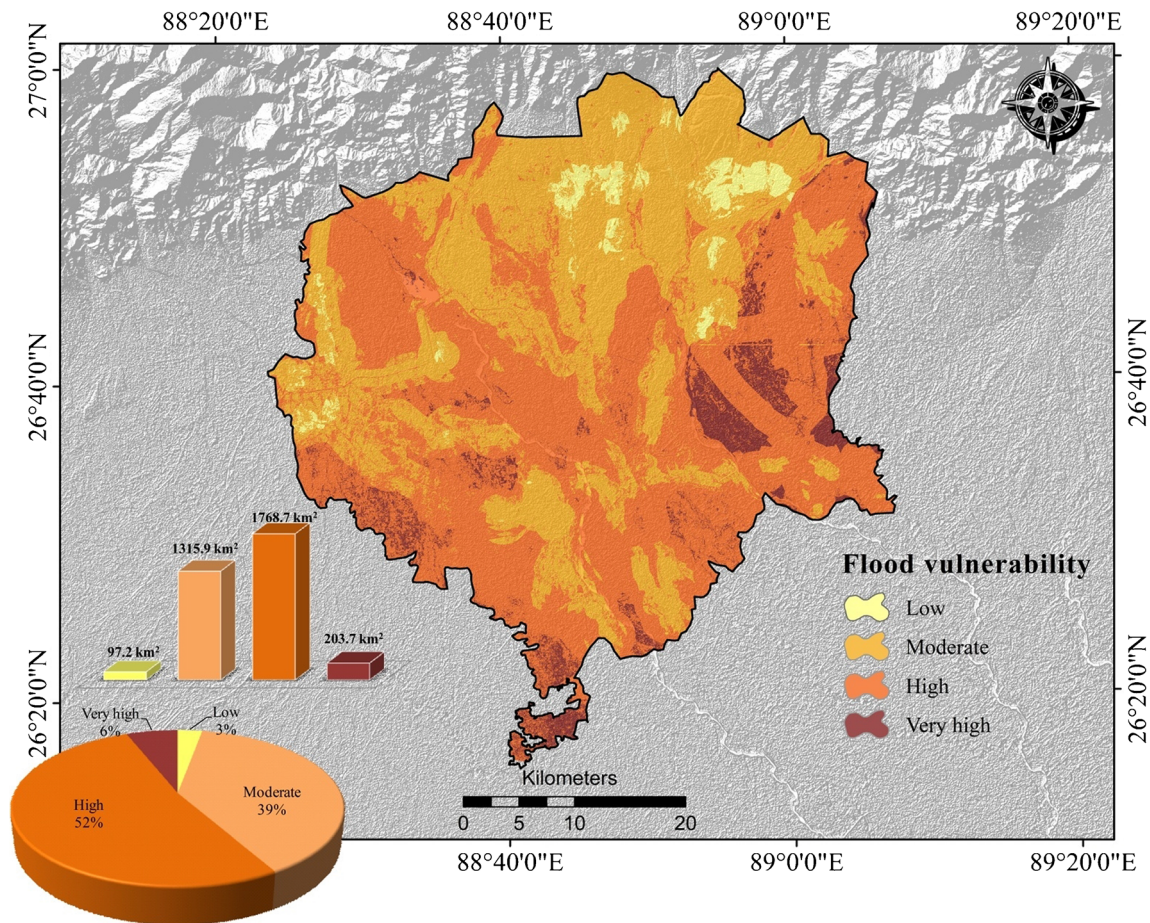 88°20'0"E
88°40'0"E
89°0'0"E
89°20'0"E
27°0'0"N
27°0'0"N
26°40'0"N
26°40'0"N
26°20'0"N
26°20'0"N
1768.7 km²
1315.9 km²
97.2 km²
203.7 km²
Flood vulnerability
Low
Moderate
High
Very high
Very high
6%
Low
3%
High
52%
Moderate
39%
Kilometers
0 5 10 20
88°40'0"E
89°0'0"E
89°20'0"E